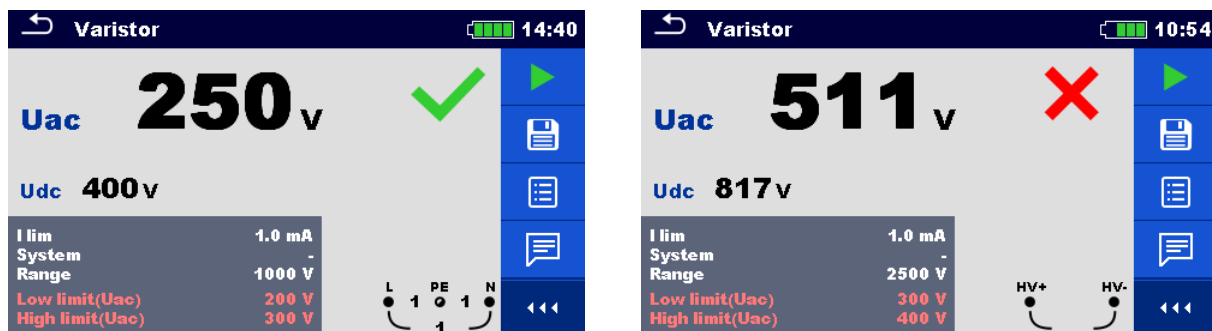 Varistor 14:40
Uac 250 V
Udc 400 V
I lim 1.0 mA
System -
Range 1000 V
Low limit(Uac) 200 V
High limit(Uac) 300 V
L PE N
1 1
1
Varistor 10:54
Uac 511 V
Udc 817 V
I lim 1.0 mA
System -
Range 2500 V
Low limit(Uac) 300 V
High limit(Uac) 400 V
HV+ HV-